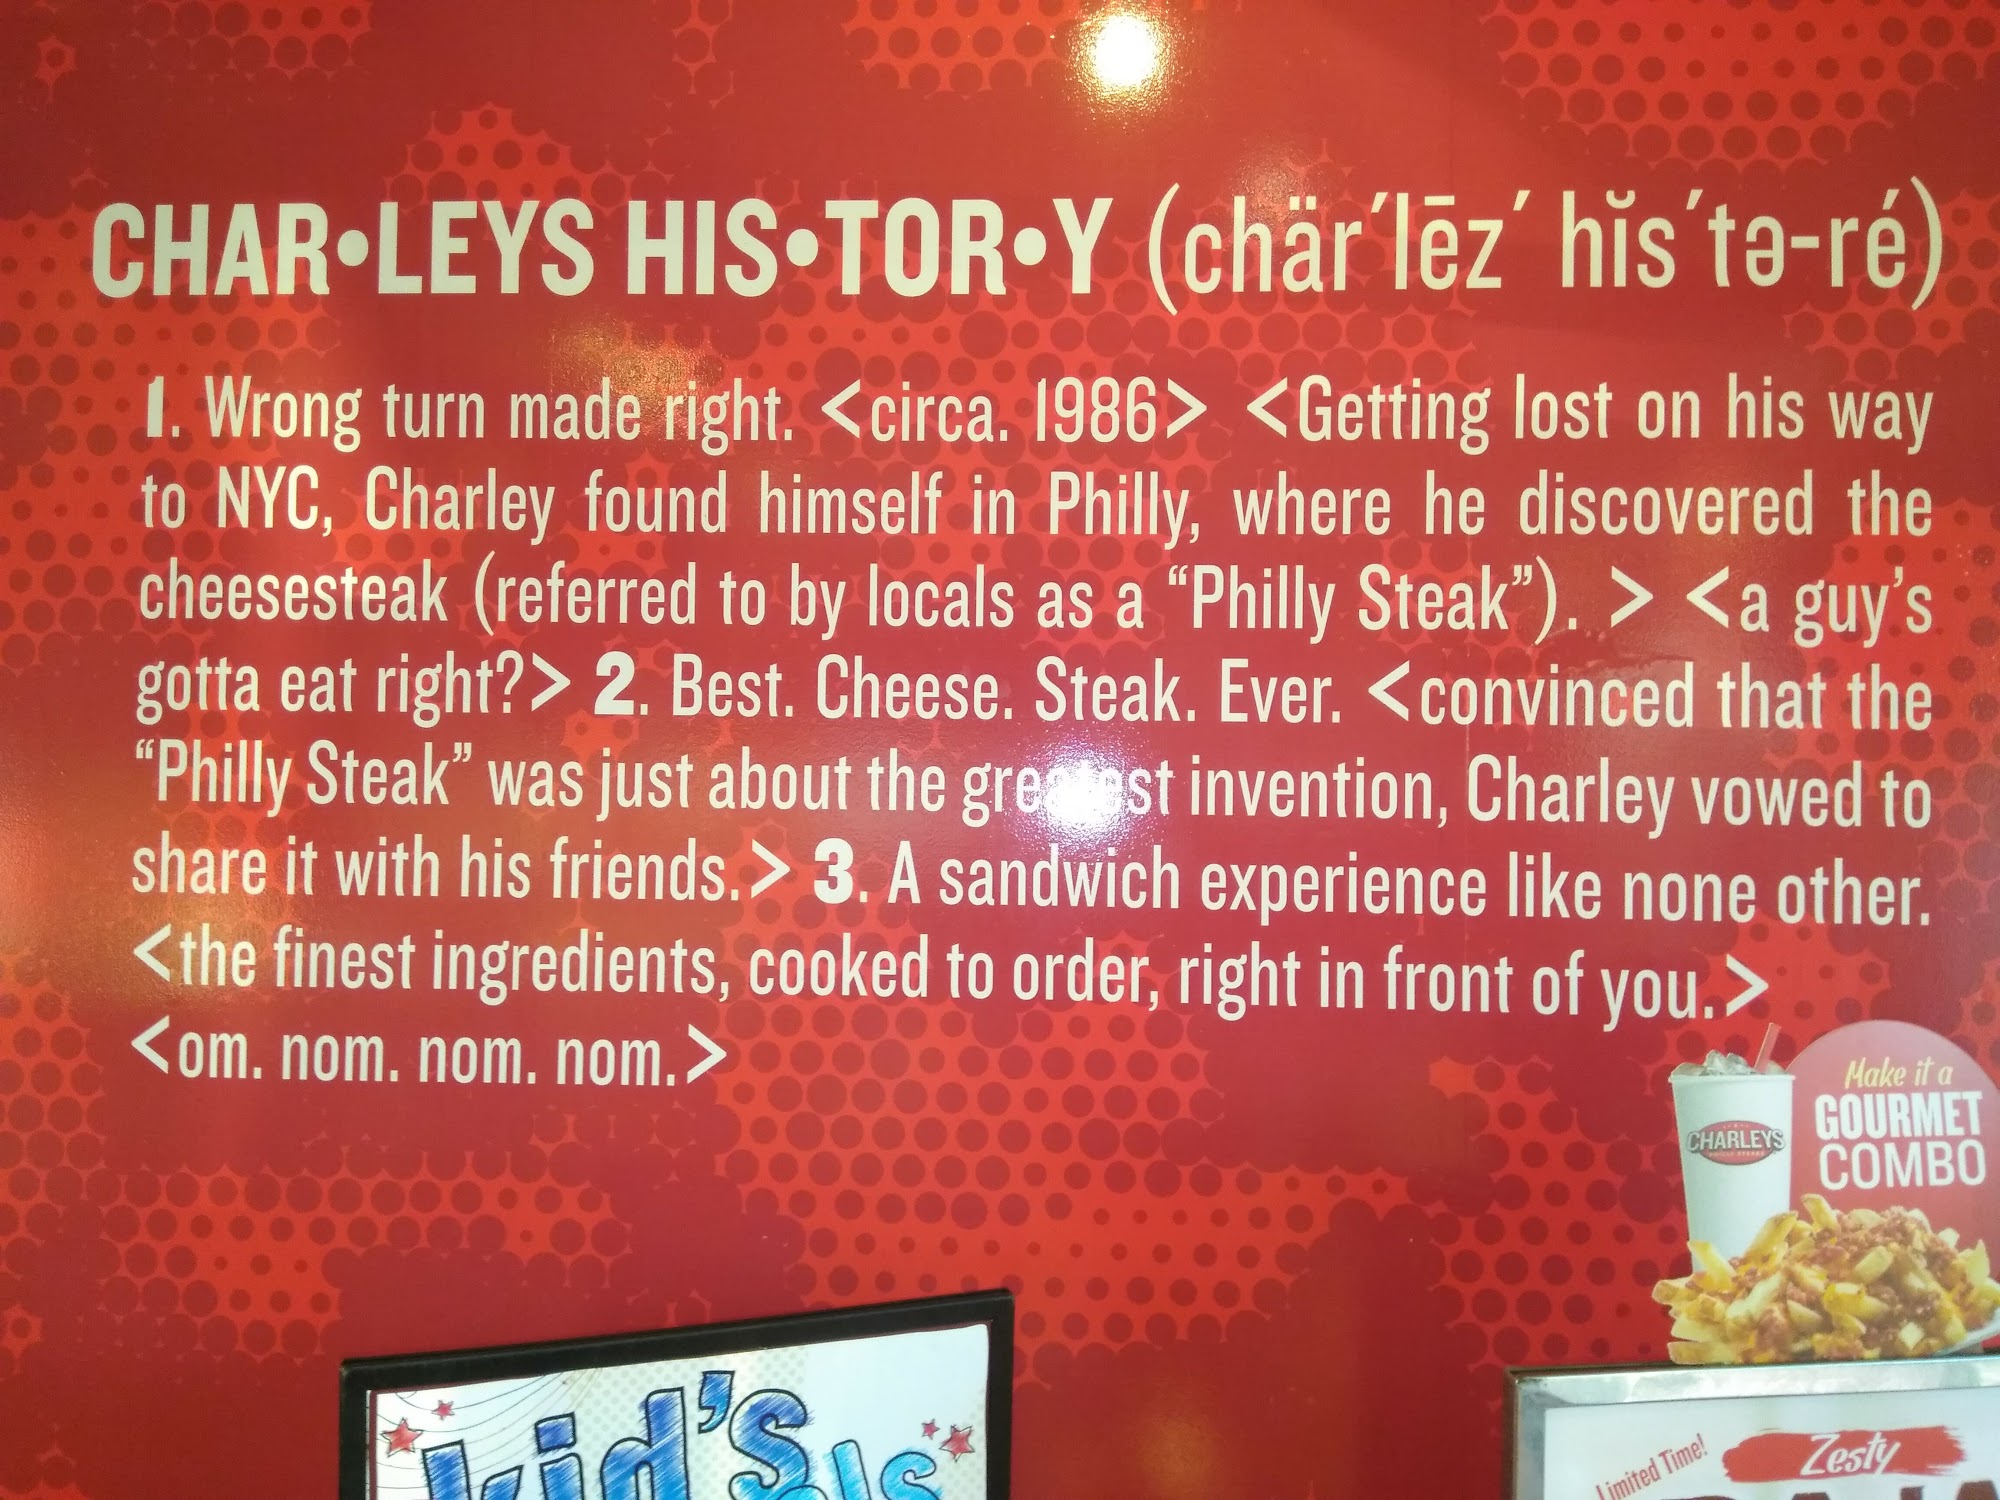 CHAR•LEYS HIS•TOR•Y (chär′lēz′ hĭs′tə-ré)
1. Wrong turn made right. <circa. 1986> <Getting lost on his way
to NYC, Charley found himself in Philly, where he discovered the
cheesesteak (referred to by locals as a “Philly Steak”). > <a guy’s
gotta eat right?> 2. Best. Cheese. Steak. Ever. <convinced that the
“Philly Steak” was just about the greatest invention, Charley vowed to
share it with his friends.> 3. A sandwich experience like none other.
<the finest ingredients, cooked to order, right in front of you.>
<om. nom. nom. nom.>
Make it a
GOURMET
COMBO
CHARLEYS
PHILLY STEAKS
kid’s
Limited Time!
Zesty